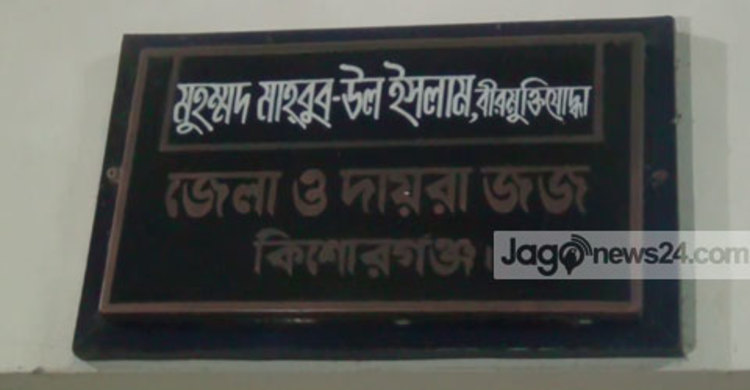 মুহম্মদ মাহবুব-উল ইসলাম, বীরমুক্তিযোদ্ধা
জেলা ও দায়রা জজ
কিশোরগঞ্জ।
Jagonews24.com